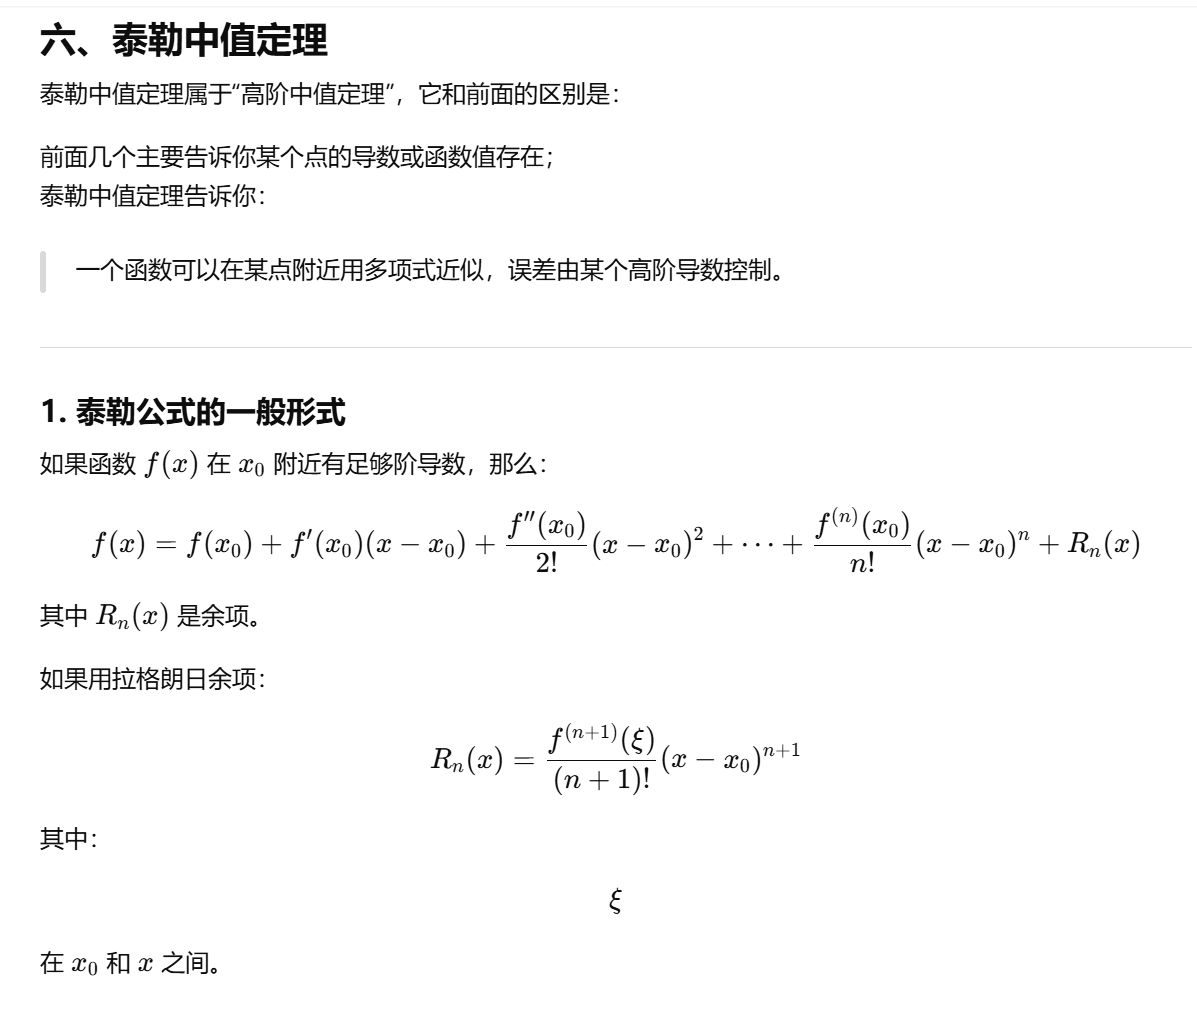 六、泰勒中值定理
泰勒中值定理属于“高阶中值定理”，它和前面的区别是：
前面几个主要告诉你某个点的导数或函数值存在；
泰勒中值定理告诉你：
一个函数可以在某点附近用多项式近似，误差由某个高阶导数控制。
1. 泰勒公式的一般形式
如果函数 f(x) 在 x₀ 附近有足够阶导数，那么：
f(x) = f(x₀) + f′(x₀)(x − x₀) + f″(x₀)/2! (x − x₀)² + ⋯ + f⁽ⁿ⁾(x₀)/n! (x − x₀)ⁿ + Rₙ(x)
其中 Rₙ(x) 是余项。
如果用拉格朗日余项：
Rₙ(x) = f⁽ⁿ⁺¹⁾(ξ)/(n + 1)! (x − x₀)ⁿ⁺¹
其中：
ξ
在 x₀ 和 x 之间。